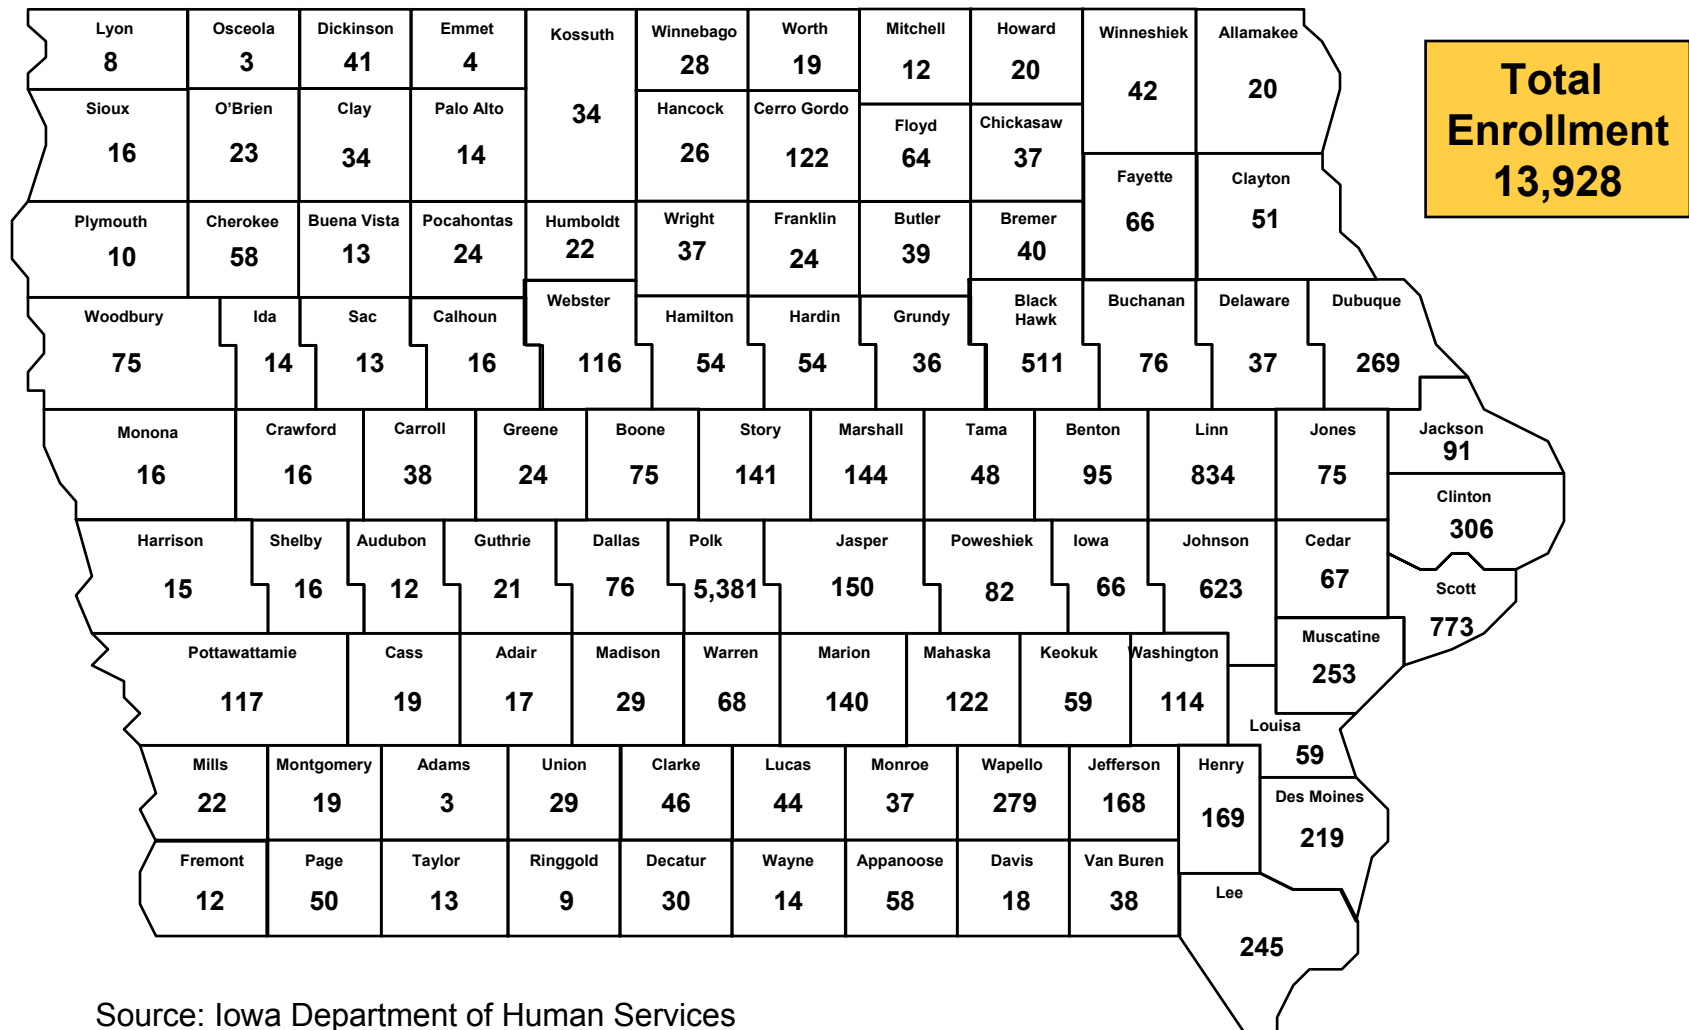 Lyon
8
Osceola
3
Dickinson
41
Emmet
4
Kossuth
34
Winnebago
28
Worth
19
Mitchell
12
Howard
20
Winneshiek
42
Allamakee
20
Total
Enrollment
13,928
Sioux
16
O'Brien
23
Clay
34
Palo Alto
14
Hancock
26
Cerro Gordo
122
Floyd
64
Chickasaw
37
Fayette
66
Clayton
51
Plymouth
10
Cherokee
58
Buena Vista
13
Pocahontas
24
Humboldt
22
Wright
37
Franklin
24
Butler
39
Bremer
40
Woodbury
75
Ida
14
Sac
13
Calhoun
16
Webster
116
Hamilton
54
Hardin
54
Grundy
36
Black
Hawk
511
Buchanan
76
Delaware
37
Dubuque
269
Monona
16
Crawford
16
Carroll
38
Greene
24
Boone
75
Story
141
Marshall
144
Tama
48
Benton
95
Linn
834
Jones
75
Jackson
91
Clinton
306
Harrison
15
Shelby
16
Audubon
12
Guthrie
21
Dallas
76
Polk
5,381
Jasper
150
Poweshiek
82
Iowa
66
Johnson
623
Cedar
67
Scott
773
Pottawattamie
117
Cass
19
Adair
17
Madison
29
Warren
68
Marion
140
Mahaska
122
Keokuk
59
Washington
114
Muscatine
253
Louisa
59
Mills
22
Montgomery
19
Adams
3
Union
29
Clarke
46
Lucas
44
Monroe
37
Wapello
279
Jefferson
168
Henry
169
Des Moines
219
Fremont
12
Page
50
Taylor
13
Ringgold
9
Decatur
30
Wayne
14
Appanoose
58
Davis
18
Van Buren
38
Lee
245
Source: Iowa Department of Human Services